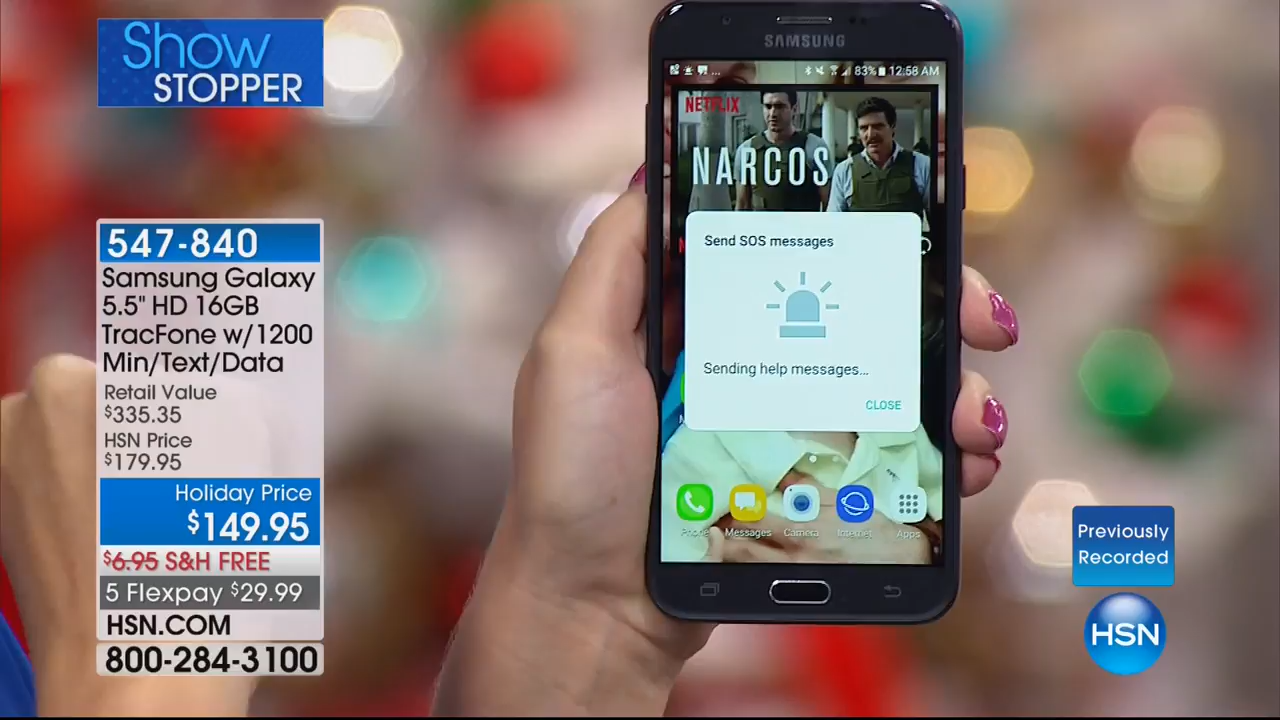 Show
STOPPER
547-840
Samsung Galaxy
5.5" HD 16GB
TracFone w/1200
Min/Text/Data
Retail Value
$335.35
HSN Price
$179.95
Holiday Price
$149.95
$6.95 S&H FREE
5 Flexpay $29.99
HSN.COM
800-284-3100
SAMSUNG
83% 12:58 AM
NETFLIX
NARCOS
Send SOS messages
Sending help messages...
CLOSE
Phone Messages Camera Internet Apps
Previously
Recorded
HSN